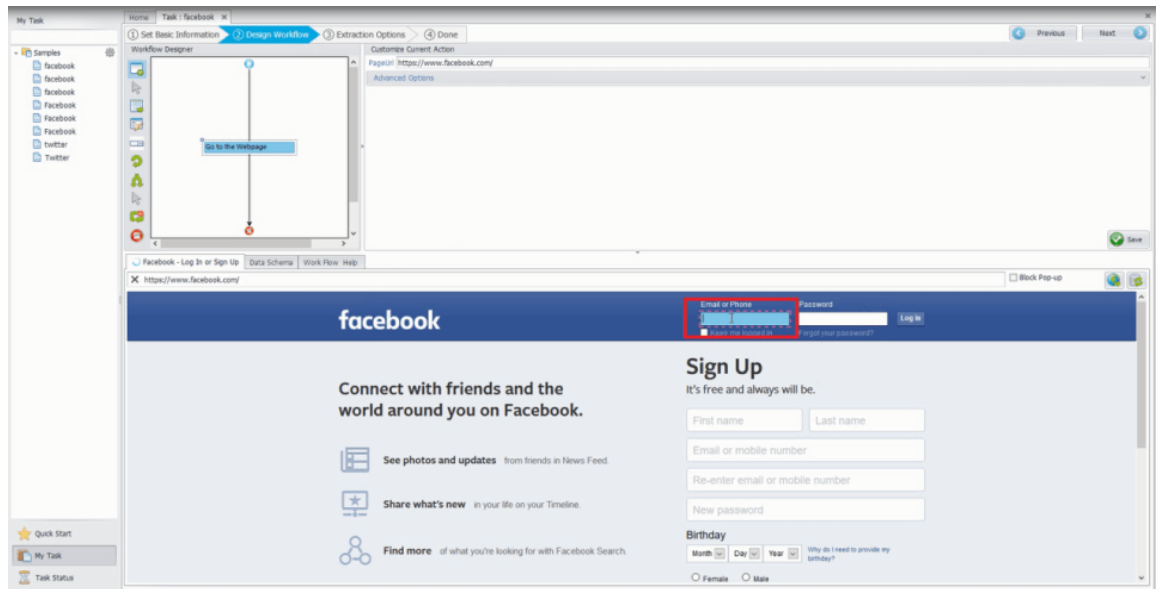 My Task
Home Task : facebook
1 Set Basic Information 2 Design Workflow 3 Extraction Options 4 Done Previous Next
Samples
facebook
facebook
facebook
Facebook
Facebook
Facebook
twitter
Twitter
Workflow Designer
Go to the Webpage
Customize Current Action
PageUrl https://www.facebook.com/
Advanced Options
Save
Facebook - Log In or Sign Up Data Schema Work Flow Help
https://www.facebook.com/ Block Pop-up
facebook
Email or Phone Password
Log In
Keep me logged in Forgot your password?
Connect with friends and the
world around you on Facebook.
See photos and updates from friends in News Feed.
Share what's new in your life on your Timeline.
Find more of what you're looking for with Facebook Search.
Sign Up
It's free and always will be.
First name Last name
Email or mobile number
Re-enter email or mobile number
New password
Birthday
Month Day Year Why do I need to provide my
birthday?
Female Male
Quick Start
My Task
Task Status